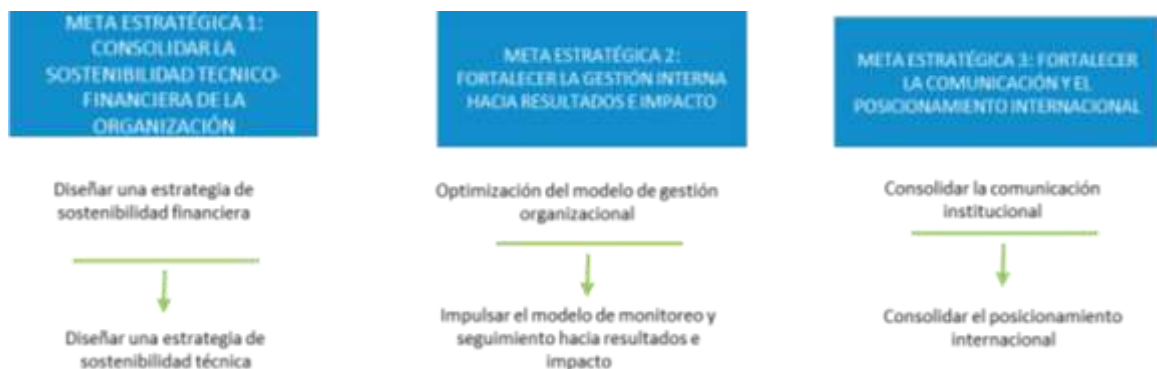 META ESTRATÉGICA 1:
CONSOLIDAR LA
SOSTENIBILIDAD TECNICO-
FINANCIERA DE LA
ORGANIZACIÓN
Diseñar una estrategia de
sostenibilidad financiera
Diseñar una estrategia de
sostenibilidad técnica
META ESTRATÉGICA 2:
FORTALECER LA GESTIÓN INTERNA
HACIA RESULTADOS E IMPACTO
Optimización del modelo de gestión
organizacional
Impulsar el modelo de monitoreo y
seguimiento hacia resultados e
impacto
META ESTRATÉGICA 3: FORTALECER
LA COMUNICACIÓN Y EL
POSICIONAMIENTO INTERNACIONAL
Consolidar la comunicación
institucional
Consolidar el posicionamiento
internacional